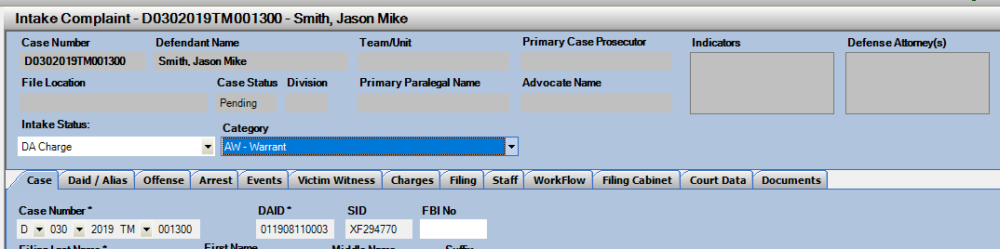 Intake Complaint - D0302019TM001300 - Smith, Jason Mike
Case Number Defendant Name Team/Unit Primary Case Prosecutor Indicators Defense Attorney(s)
D0302019TM001300 Smith, Jason Mike
File Location Case Status Division Primary Paralegal Name Advocate Name
Pending
Intake Status: Category
DA Charge AW - Warrant
Case Daid / Alias Offense Arrest Events Victim Witness Charges Filing Staff WorkFlow Filing Cabinet Court Data Documents
Case Number * DAID * SID FBI No
D 030 2019 TM 001300 011908110003 XF294770
Filing Last Name * First Name Middle Name Suffix